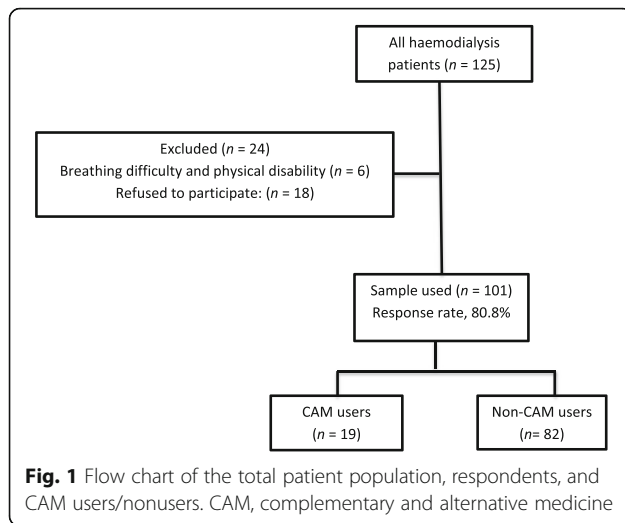 All haemodialysis
patients (n = 125)
Excluded (n = 24)
Breathing difficulty and physical disability (n = 6)
Refused to participate: (n = 18)
Sample used (n = 101)
Response rate, 80.8%
CAM users
(n = 19)
Non-CAM users
(n= 82)
Fig. 1 Flow chart of the total patient population, respondents, and
CAM users/nonusers. CAM, complementary and alternative medicine